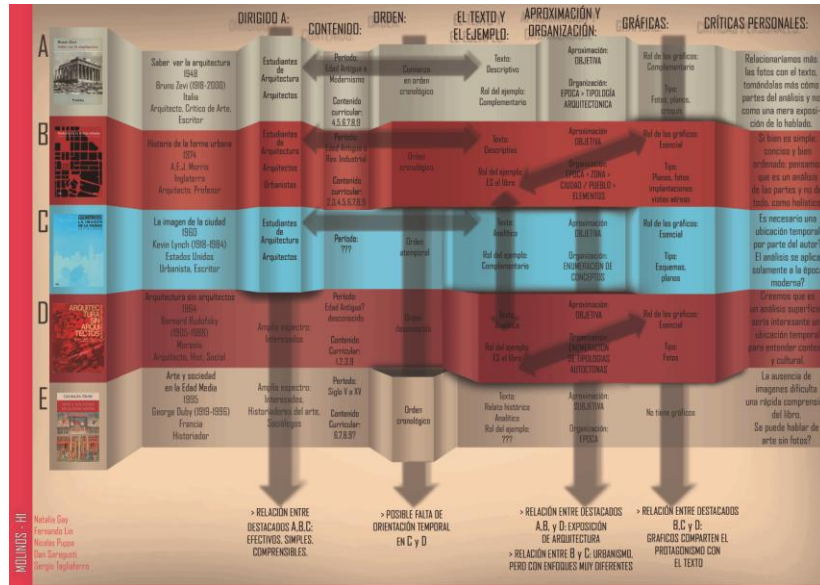 DIRIGIDO A:
CONTENIDO:
ORDEN:
EL TEXTO Y
EL EJEMPLO:
APROXIMACIÓN Y
ORGANIZACIÓN:
GRÁFICAS:
CRÍTICAS PERSONALES:
A
Saber ver la arquitectura
1948
Bruno Zevi (1918-2000)
Italia
Arquitecto, Crítico de Arte,
Escritor
Estudiantes
de
Arquitectura
Arquitectos
Período:
Edad Antigua a
Modernismo
Contenido
curricular:
4,5,6,7,8,9
Comienza
en orden
cronológico
Texto:
Descriptivo
Rol del ejemplo:
Complementario
Aproximación:
OBJETIVA
Organización:
EPOCA > TIPOLOGÍA
ARQUITECTONICA
Rol de los gráficos:
Complementario
Tipo:
Fotos, planos,
croquis
Relacionaríamos más
las fotos con el texto,
tomándolas más como
partes del análisis y no
como una mera exposi-
ción de lo hablado.
B
Historia de la forma urbana
1974
A.E.J. Morris
Inglaterra
Arquitecto, Profesor
Estudiantes
de
Arquitectura
Arquitectos
Urbanistas
Período:
Edad Antigua a
Rev. Industrial
Contenido
curricular:
2,3,4,5,6,7,8,9
Orden
cronológico
Texto:
Descriptivo
Rol del ejemplo:
ES el libro
Aproximación
OBJETIVA
Organización:
EPOCA > ZONA >
CIUDAD / PUEBLO >
ELEMENTOS
Rol de los gráficos:
Esencial
Tipo:
Planos, fotos
implantaciones
vistas aéreas
Si bien es simple,
conciso y bien
ordenado; pensamos
que es un análisis
de las partes y no del
todo, como holístico.
C
La imagen de la ciudad
1960
Kevin Lynch (1918-1984)
Estados Unidos
Urbanista, Escritor
Estudiantes
de
Arquitectura
Arquitectos
Período:
???
Orden
atemporal
Texto:
Analítico
Rol del ejemplo:
Complementario
Aproximación:
OBJETIVA
Organización:
ENUMERACIÓN DE
CONCEPTOS
Rol de los gráficos:
Esencial
Tipo:
Esquemas,
planos
Es necesario una
ubicación temporal
por parte del autor?
El análisis se aplica
solamente a la época
moderna?
D
ARQUITEC
TURA
SIN
ARQUI
TECTOS
Arquitectura sin arquitectos
1964
Bernard Rudofsky
(1905-1988)
Moravia
Arquitecto, Hist. Social
Amplio espectro:
Interesados
Período:
Edad Antigua?
desconocido
Contenido
Curricular:
1,2,3,9
Orden
desconocido
Texto:
Analítico
Rol del ejemplo:
ES el libro
Aproximación:
OBJETIVA
Organización:
ENUMERACIÓN
DE TIPOLOGIAS
AUTOCTONAS
Rol de los gráficos:
Esencial
Tipo:
Fotos
Creemos que es
un análisis superficial
sería interesante una
ubicación temporal
para entender contexto
y cultural.
E
Arte y sociedad
en la Edad Media
1995
George Duby (1919-1996)
Francia
Historiador
Amplio espectro:
Interesados,
Historiadores del arte,
Sociólogos
Período:
Siglo V a XV
Contenido
Curricular:
6,7,8,9?
Orden
cronológico
Texto:
Relato histórico
Analítico
Rol del ejemplo:
???
Aproximación:
SUBJETIVA
Organización:
EPOCA
No tiene gráficos
La ausencia de
imagenes dificulta
una rápida comprensión
del libro.
Se puede hablar de
arte sin fotos?
> RELACIÓN ENTRE
DESTACADOS A,B,C:
EFECTIVOS, SIMPLES,
COMPRENSIBLES.
> POSIBLE FALTA DE
ORIENTACIÓN TEMPORAL
EN C y D
> RELACIÓN ENTRE DESTACADOS
A,B, y D: EXPOSICIÓN
DE ARQUITECTURA
> RELACIÓN ENTRE B y C: URBANISMO,
PERO CON ENFOQUES MUY DIFERENTES
> RELACIÓN ENTRE DESTACADOS
B,C y D:
GRAFICOS COMPARTEN EL
PROTAGONISMO CON
EL TEXTO
MOLINOS - H1
Natalia Gay
Fernanda Lin
Nicolás Puppo
Dan Saragusti
Sergio Tagliaferro